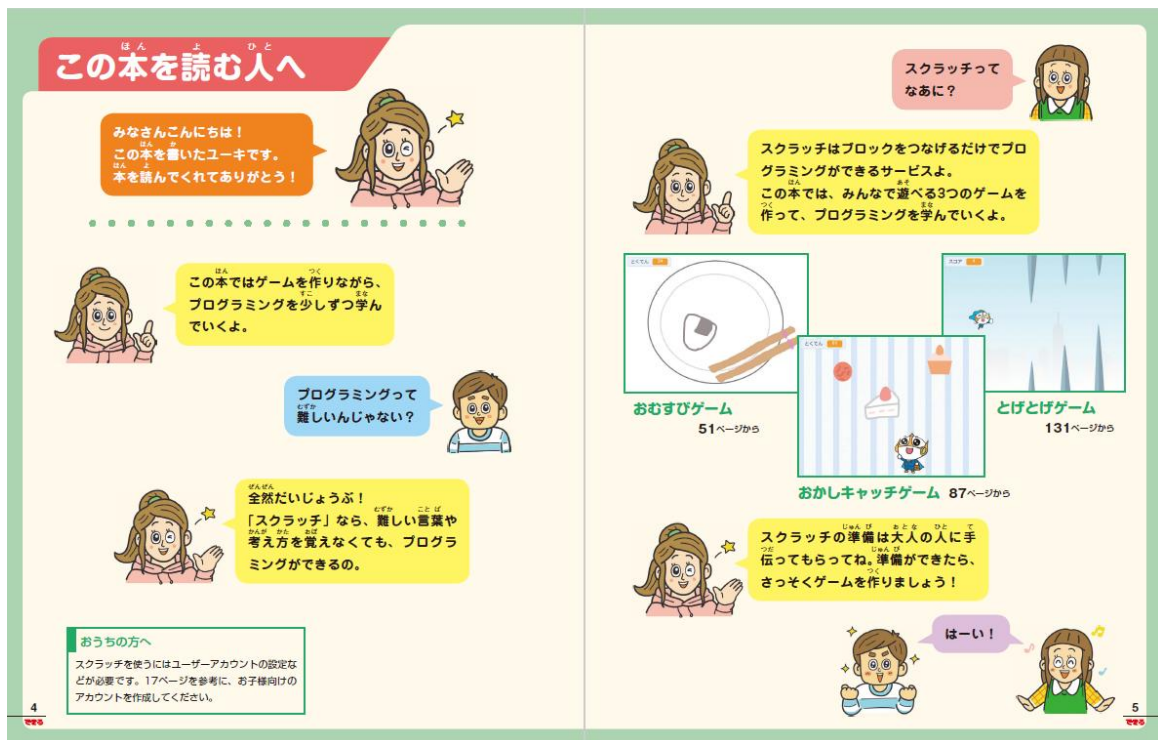 この本を読む人へ
みなさんこんにちは！
この本を書いたユーキです。
本を読んでくれてありがとう！
この本ではゲームを作りながら、
プログラミングを少しずつ学ん
でいくよ。
プログラミングって
難しいんじゃない？
全然だいじょうぶ！
「スクラッチ」なら、難しい言葉や
考え方を覚えなくても、プログラ
ミングができるの。
おうちの方へ
スクラッチを使うにはユーザーアカウントの設定な
どが必要です。17ページを参考に、お子様向けの
アカウントを作成してください。
4
できる
スクラッチって
なあに？
スクラッチはブロックをつなげるだけでプロ
グラミングができるサービスよ。
この本では、みんなで遊べる3つのゲームを
作って、プログラミングを学んでいくよ。
とくてん
スコア
とくてん
おむすびゲーム
51ページから
とげとげゲーム
131ページから
おかしキャッチゲーム 87ページから
スクラッチの準備は大人の人に手
伝ってもらってね。準備ができたら、
さっそくゲームを作りましょう！
はーい！
5
できる